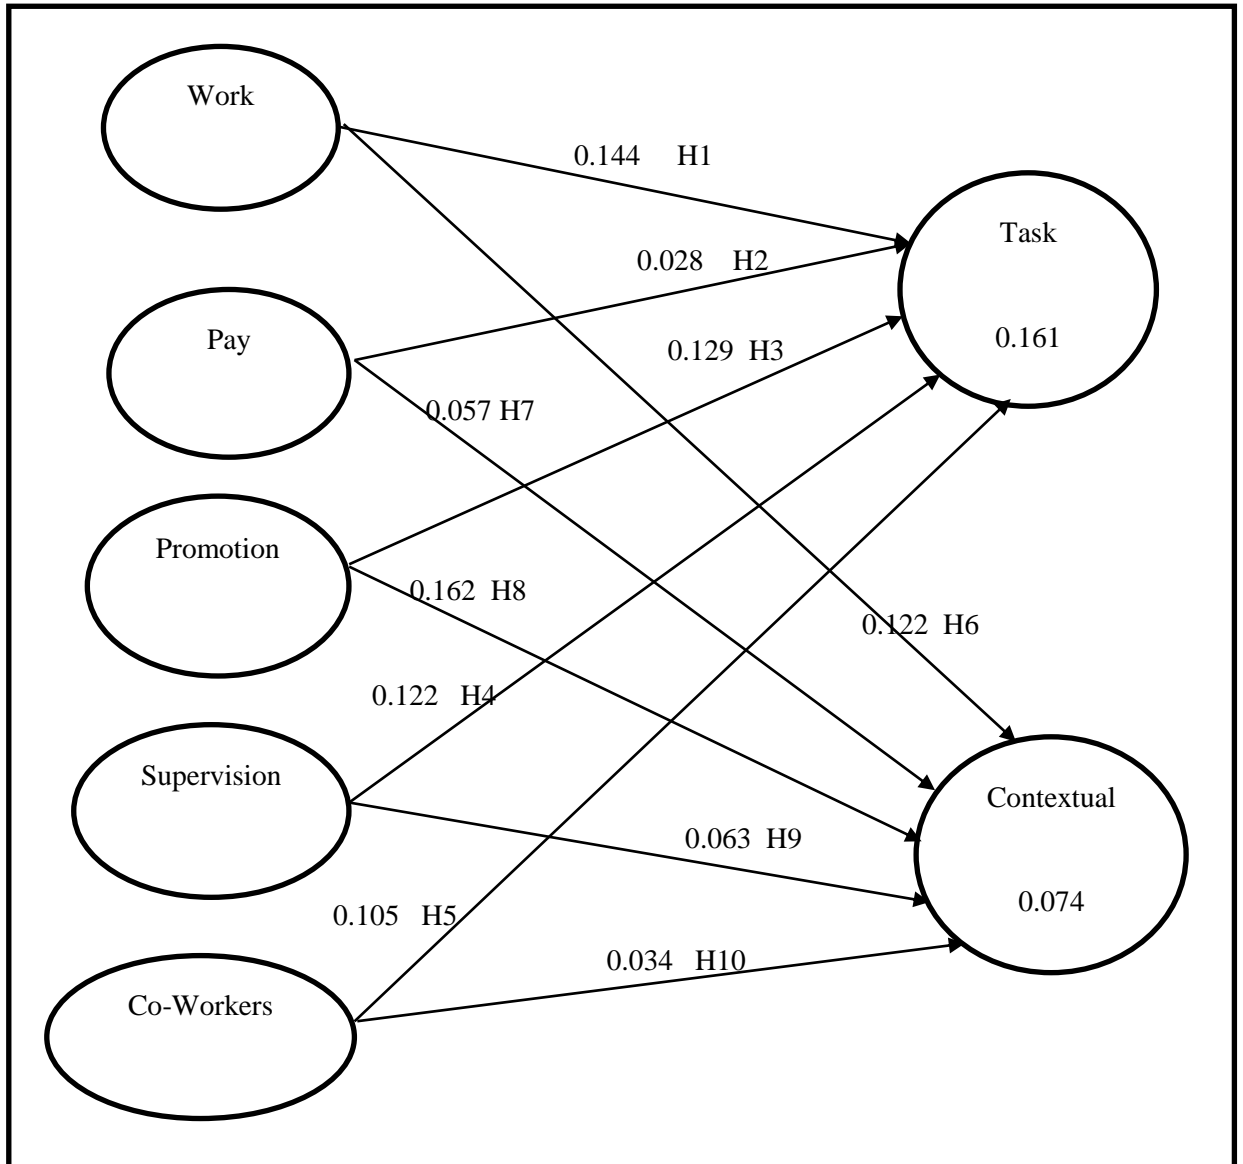 Work
0.144 H1
Task
0.028 H2
Pay
0.161
0.129 H3
0.057 H7
Promotion
0.162 H8
0.122 H6
0.122 H4
Supervision
Contextual
0.063 H9
0.074
0.105 H5
0.034 H10
Co-Workers